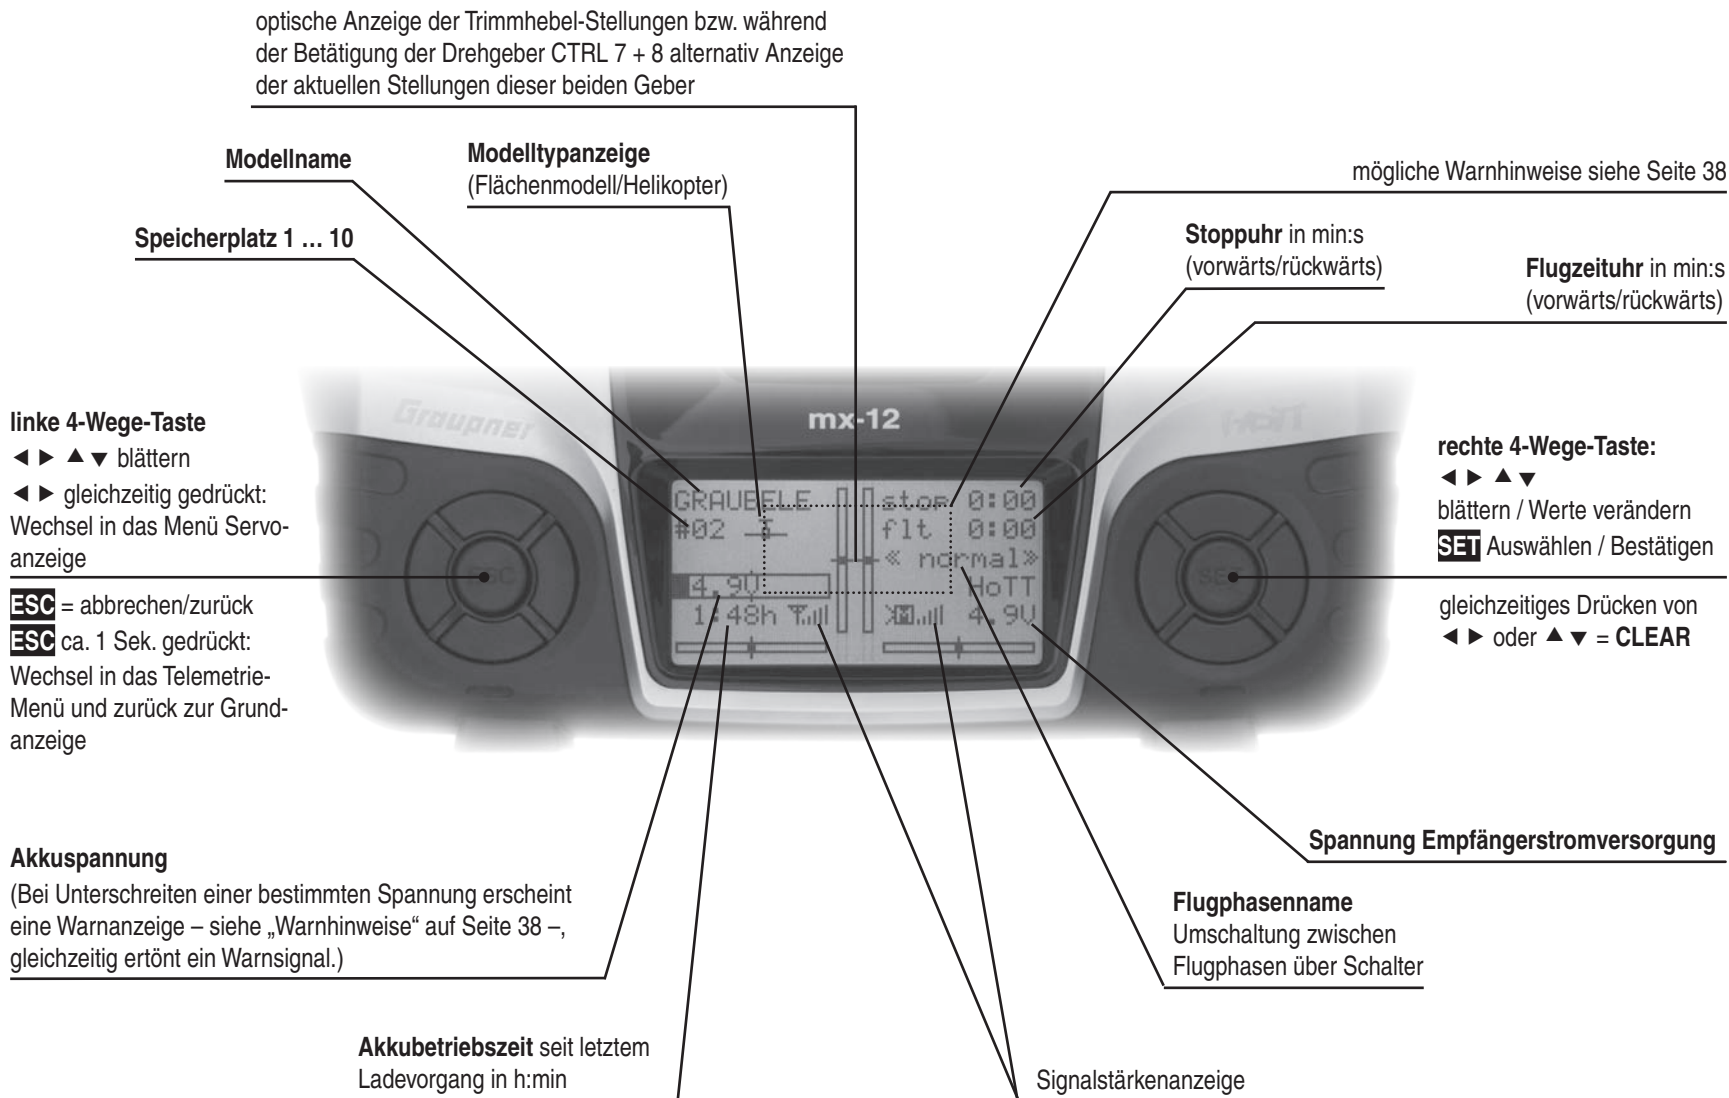 optische Anzeige der Trimmhebel-Stellungen bzw. während
der Betätigung der Drehgeber CTRL 7 + 8 alternativ Anzeige
der aktuellen Stellungen dieser beiden Geber
Modellname
Modelltypanzeige
(Flächenmodell/Helikopter)
mögliche Warnhinweise siehe Seite 38
Speicherplatz 1 … 10
Stoppuhr in min:s
(vorwärts/rückwärts)
Flugzeituhr in min:s
(vorwärts/rückwärts)
linke 4-Wege-Taste
◄ ► ▲ ▼ blättern
◄ ► gleichzeitig gedrückt:
Wechsel in das Menü Servo-
anzeige
ESC = abbrechen/zurück
ESC ca. 1 Sek. gedrückt:
Wechsel in das Telemetrie-
Menü und zurück zur Grund-
anzeige
Graupner
mx-12
HoTT
ESC
GRAUBELE stop 0:00
#02 flt 0:00
« normal»
4.9V HoTT
1:48h M 4.9V
SET
rechte 4-Wege-Taste:
◄ ► ▲ ▼
blättern / Werte verändern
SET Auswählen / Bestätigen
gleichzeitiges Drücken von
◄ ► oder ▲ ▼ = CLEAR
Akkuspannung
(Bei Unterschreiten einer bestimmten Spannung erscheint
eine Warnanzeige – siehe „Warnhinweise“ auf Seite 38 –,
gleichzeitig ertönt ein Warnsignal.)
Spannung Empfängerstromversorgung
Flugphasenname
Umschaltung zwischen
Flugphasen über Schalter
Akkubetriebszeit seit letztem
Ladevorgang in h:min
Signalstärkenanzeige